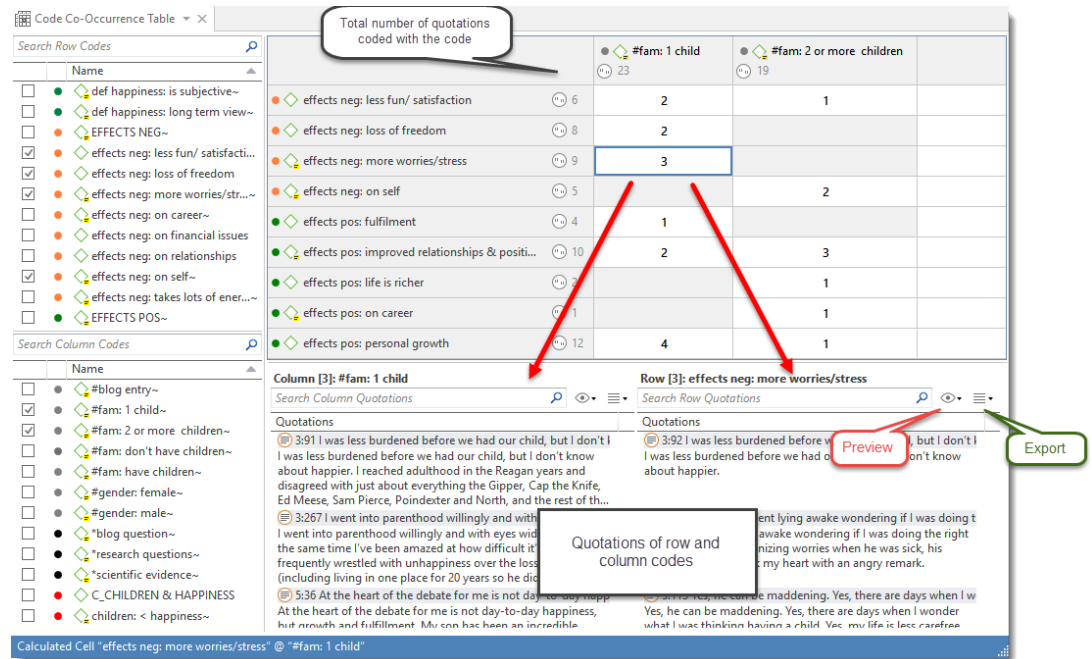 Code Co-Occurrence Table
Total number of quotations
coded with the code
Search Row Codes
Name
def happiness: is subjective~
def happiness: long term view~
EFFECTS NEG~
effects neg: less fun/ satisfacti...
effects neg: loss of freedom
effects neg: more worries/str...~
effects neg: on career~
effects neg: on financial issues
effects neg: on relationships
effects neg: on self~
effects neg: takes lots of ener...~
EFFECTS POS~
#fam: 1 child
23
#fam: 2 or more children
19
effects neg: less fun/ satisfaction 6 2 1
effects neg: loss of freedom 8 2
effects neg: more worries/stress 9 3
effects neg: on self 5 2
effects pos: fulfilment 4 1
effects pos: improved relationships & positi... 10 2 3
effects pos: life is richer 1
effects pos: on career 1 1
effects pos: personal growth 12 4 1
Search Column Codes
Name
#blog entry~
#fam: 1 child~
#fam: 2 or more children~
#fam: don't have children~
#fam: have children~
#gender: female~
#gender: male~
*blog question~
*research questions~
*scientific evidence~
C_CHILDREN & HAPPINESS
children: < happiness~
Column [3]: #fam: 1 child
Search Column Quotations
Quotations
3:91 I was less burdened before we had our child, but I don't
I was less burdened before we had our child, but I don't know
about happier. I reached adulthood in the Reagan years and
disagreed with just about everything the Gipper, Cap the Knife,
Ed Meese, Sam Pierce, Poindexter and North, and the rest of th...
3:267 I went into parenthood willingly and with
I went into parenthood willingly and with eyes
the same time I've been amazed at how difficult
frequently wrestled with unhappiness over the
(including living in one place for 20 years so he
5:36 At the heart of the debate for me is not
At the heart of the debate for me is not day-to-day happiness,
but growth and fulfillment. My son has been an incredible
Row [3]: effects neg: more worries/stress
Search Row Quotations
Quotations
3:92 I was less burdened before , but I don't
I was less burdened before we had know
about happier.
Preview
Export
Quotations of row and
column codes
lying awake wondering if I was doing
awake wondering if I was doing the right
worries when he was sick, his
my heart with an angry remark.
he can be maddening. Yes, there are days when I
Yes, he can be maddening. Yes, there are days when I wonder
what I was thinking having a child. Yes, my life is less carefree
Calculated Cell "effects neg: more worries/stress" @ "#fam: 1 child"